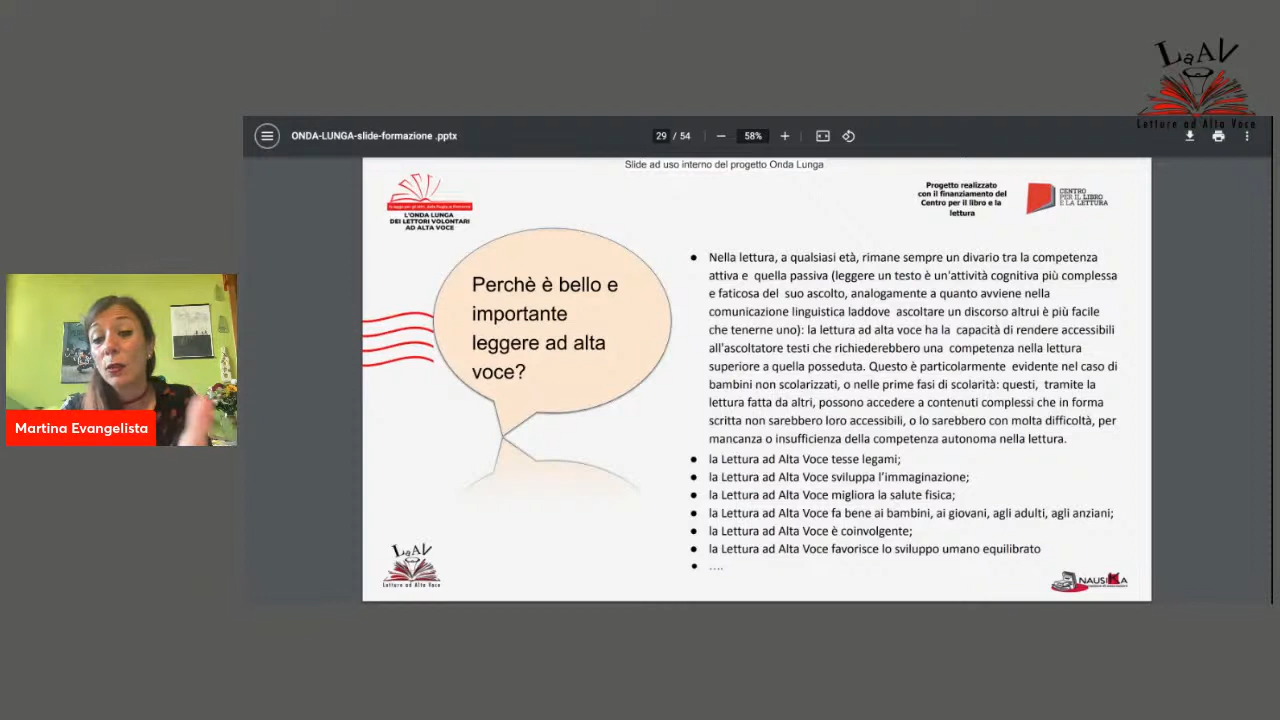 LaAV
Letture ad Alta Voce
ONDA-LUNGA-slide-formazione .pptx
29 / 54
58%
Slide ad uso interno del progetto Onda Lunga
L'ONDA LUNGA
DEI LETTORI VOLONTARI
AD ALTA VOCE
Progetto realizzato
con il finanziamento del
Centro per il libro e la
lettura
CENTRO
PER IL LIBRO
E LA LETTURA
Perchè è bello e
importante
leggere ad alta
voce?
● Nella lettura, a qualsiasi età, rimane sempre un divario tra la competenza
attiva e quella passiva (leggere un testo è un'attività cognitiva più complessa
e faticosa del suo ascolto, analogamente a quanto avviene nella
comunicazione linguistica laddove ascoltare un discorso altrui è più facile
che tenerne uno): la lettura ad alta voce ha la capacità di rendere accessibili
all'ascoltatore testi che richiederebbero una competenza nella lettura
superiore a quella posseduta. Questo è particolarmente evidente nel caso di
bambini non scolarizzati, o nelle prime fasi di scolarità: questi, tramite la
lettura fatta da altri, possono accedere a contenuti complessi che in forma
scritta non sarebbero loro accessibili, o lo sarebbero con molta difficoltà, per
mancanza o insufficienza della competenza autonoma nella lettura.
● la Lettura ad Alta Voce tesse legami;
● la Lettura ad Alta Voce sviluppa l'immaginazione;
● la Lettura ad Alta Voce migliora la salute fisica;
● la Lettura ad Alta Voce fa bene ai bambini, ai giovani, agli adulti, agli anziani;
● la Lettura ad Alta Voce è coinvolgente;
● la Lettura ad Alta Voce favorisce lo sviluppo umano equilibrato
● ....
LaAV
Letture ad Alta Voce
NAUSIKA
Martina Evangelista